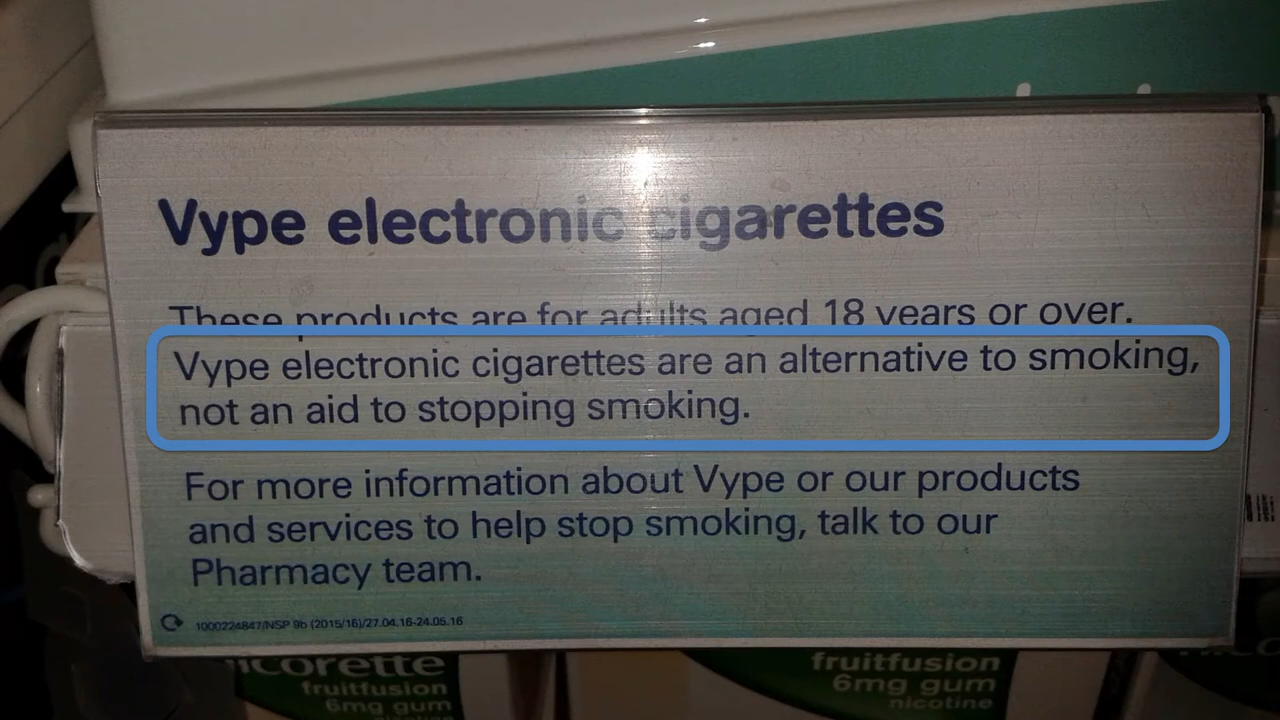 Vype electronic cigarettes
These products are for adults aged 18 years or over.
Vype electronic cigarettes are an alternative to smoking,
not an aid to stopping smoking.
For more information about Vype or our products
and services to help stop smoking, talk to our
Pharmacy team.
1000224847/NSP 9b (2015/16)/27.04.16-24.05.16
icorette
fruitfusion
6mg gum
nicotine
fruitfusion
6mg gum
nicotine